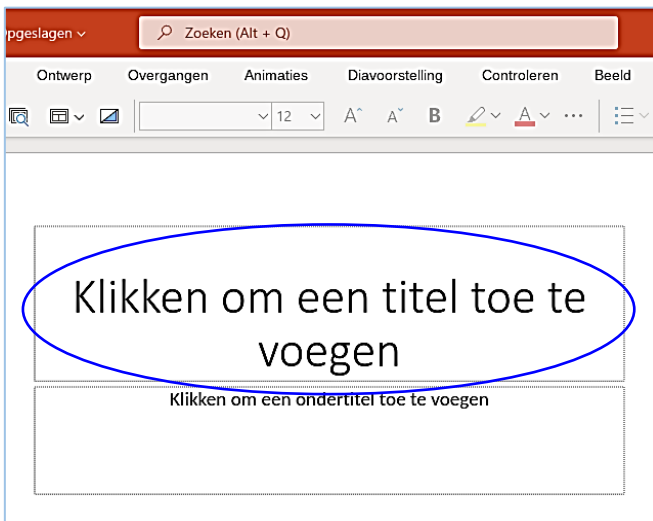 opgeslagen
Zoeken (Alt + Q)
Ontwerp Overgangen Animaties Diavoorstelling Controleren Beeld
12 A A B A ...
Klikken om een titel toe te
voegen
Klikken om een ondertitel toe te voegen